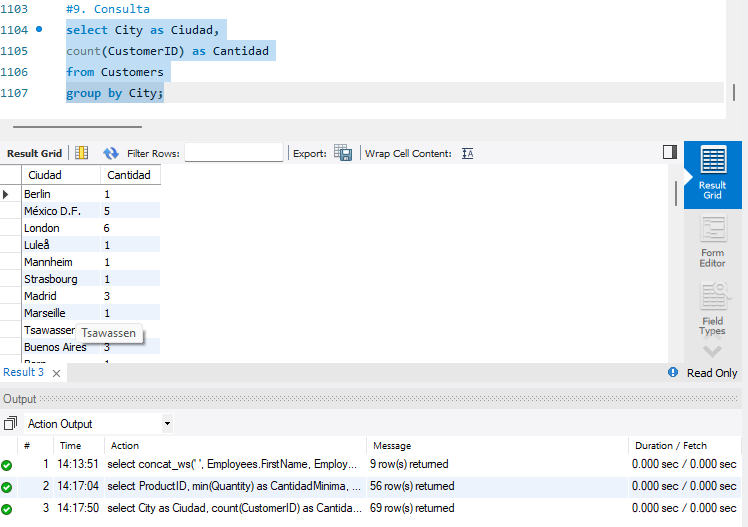 1103 #9. Consulta
1104 select City as Ciudad,
1105 count(CustomerID) as Cantidad
1106 from Customers
1107 group by City;
Result Grid Filter Rows: Export: Wrap Cell Content:
Ciudad Cantidad
Berlin 1
México D.F. 5
London 6
Luleå 1
Mannheim 1
Strasbourg 1
Madrid 3
Marseille 1
Tsawassen
Tsawassen
Buenos Aires 3
Result
Grid
Form
Editor
Field
Types
Result 3
Read Only
Output
Action Output
# Time Action Message Duration / Fetch
1 14:13:51 select concat_ws(' ', Employees.FirstName, Employ... 9 row(s) returned 0.000 sec / 0.000 sec
2 14:17:04 select ProductID, min(Quantity) as CantidadMinima, ... 56 row(s) returned 0.000 sec / 0.000 sec
3 14:17:50 select City as Ciudad, count(CustomerID) as Cantida... 69 row(s) returned 0.000 sec / 0.000 sec